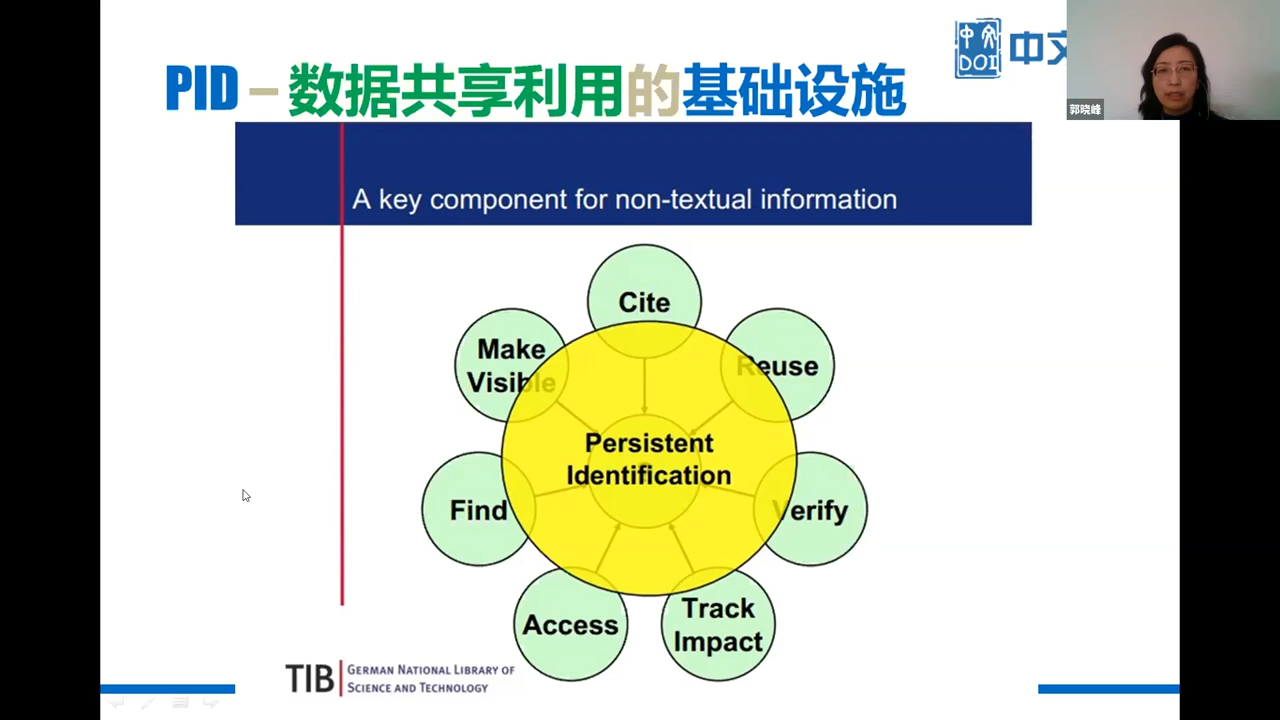 PID – 数据共享利用的基础设施
中文
DOI
中文
郭晓峰
A key component for non-textual information
Cite
Make
Visible
Reuse
Persistent
Identification
Find
Verify
Access
Track
Impact
TIB
GERMAN NATIONAL LIBRARY OF
SCIENCE AND TECHNOLOGY